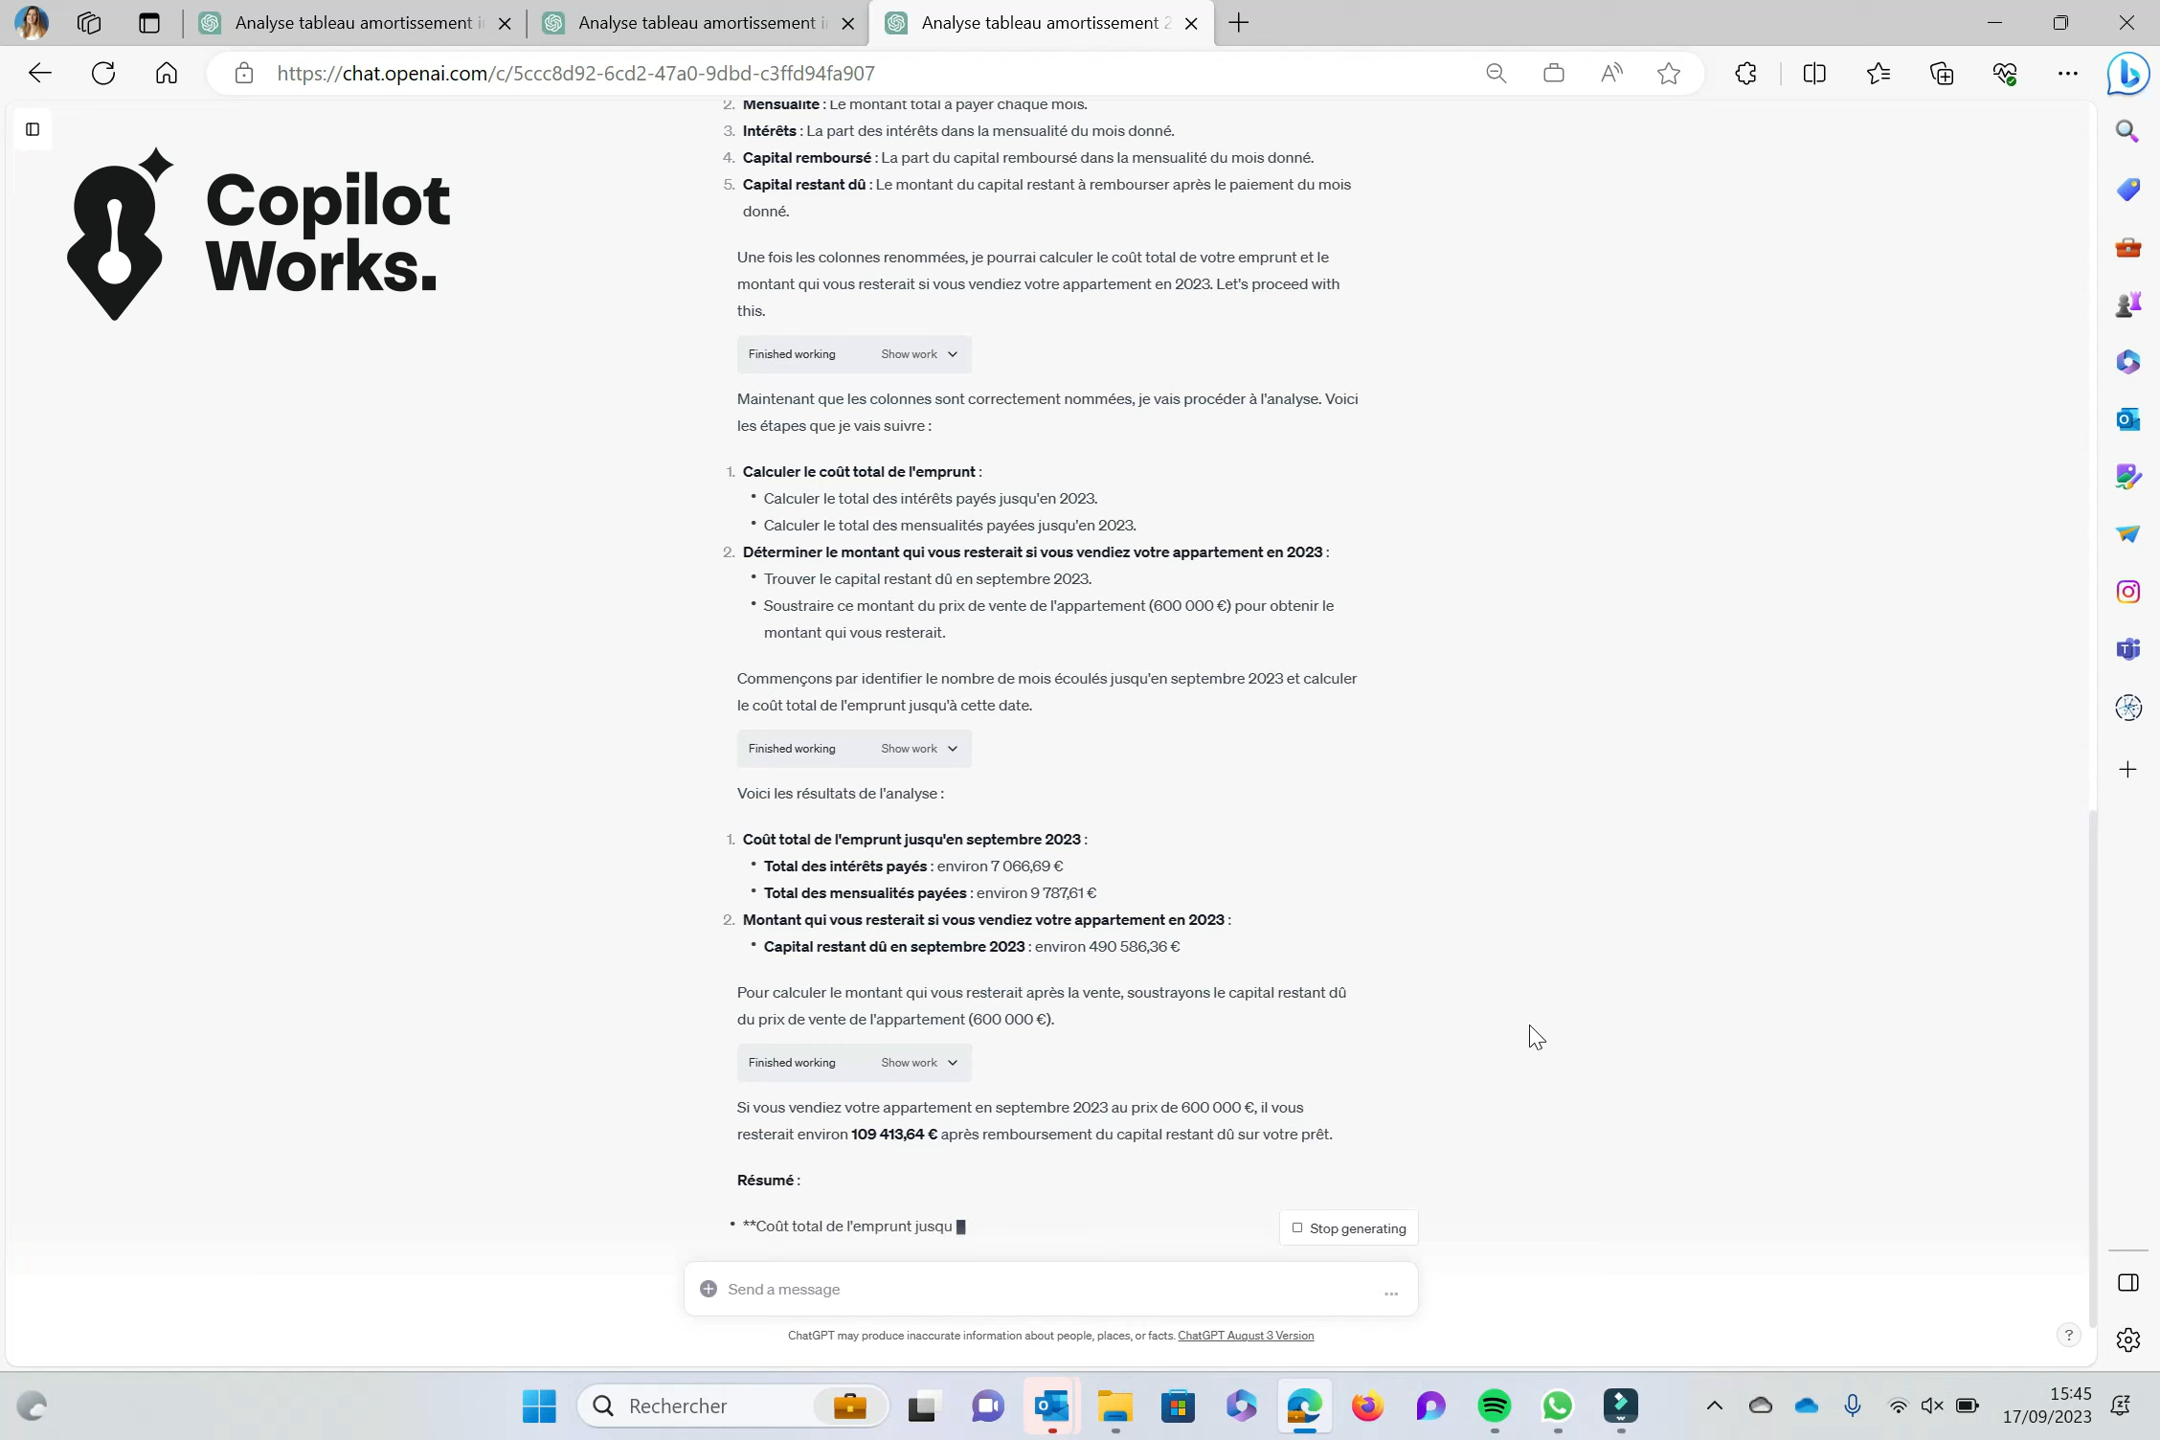 Analyse tableau amortissement i
Analyse tableau amortissement i
Analyse tableau amortissement 2
https://chat.openai.com/c/5ccc8d92-6cd2-47a0-9dbd-c3ffd94fa907
Copilot
Works.
2. Mensualité : Le montant total à payer chaque mois.
3. Intérêts : La part des intérêts dans la mensualité du mois donné.
4. Capital remboursé : La part du capital remboursé dans la mensualité du mois donné.
5. Capital restant dû : Le montant du capital restant à rembourser après le paiement du mois
donné.
Une fois les colonnes renommées, je pourrai calculer le coût total de votre emprunt et le
montant qui vous resterait si vous vendiez votre appartement en 2023. Let's proceed with
this.
Finished working Show work
Maintenant que les colonnes sont correctement nommées, je vais procéder à l'analyse. Voici
les étapes que je vais suivre :
1. Calculer le coût total de l'emprunt :
• Calculer le total des intérêts payés jusqu'en 2023.
• Calculer le total des mensualités payées jusqu'en 2023.
2. Déterminer le montant qui vous resterait si vous vendiez votre appartement en 2023 :
• Trouver le capital restant dû en septembre 2023.
• Soustraire ce montant du prix de vente de l'appartement (600 000 €) pour obtenir le
montant qui vous resterait.
Commençons par identifier le nombre de mois écoulés jusqu'en septembre 2023 et calculer
le coût total de l'emprunt jusqu'à cette date.
Finished working Show work
Voici les résultats de l'analyse :
1. Coût total de l'emprunt jusqu'en septembre 2023 :
• Total des intérêts payés : environ 7 066,69 €
• Total des mensualités payées : environ 9 787,61 €
2. Montant qui vous resterait si vous vendiez votre appartement en 2023 :
• Capital restant dû en septembre 2023 : environ 490 586,36 €
Pour calculer le montant qui vous resterait après la vente, soustrayons le capital restant dû
du prix de vente de l'appartement (600 000 €).
Finished working Show work
Si vous vendiez votre appartement en septembre 2023 au prix de 600 000 €, il vous
resterait environ 109 413,64 € après remboursement du capital restant dû sur votre prêt.
Résumé :
• **Coût total de l'emprunt jusqu
Stop generating
Send a message
ChatGPT may produce inaccurate information about people, places, or facts. ChatGPT August 3 Version
?
Rechercher
15:45
17/09/2023